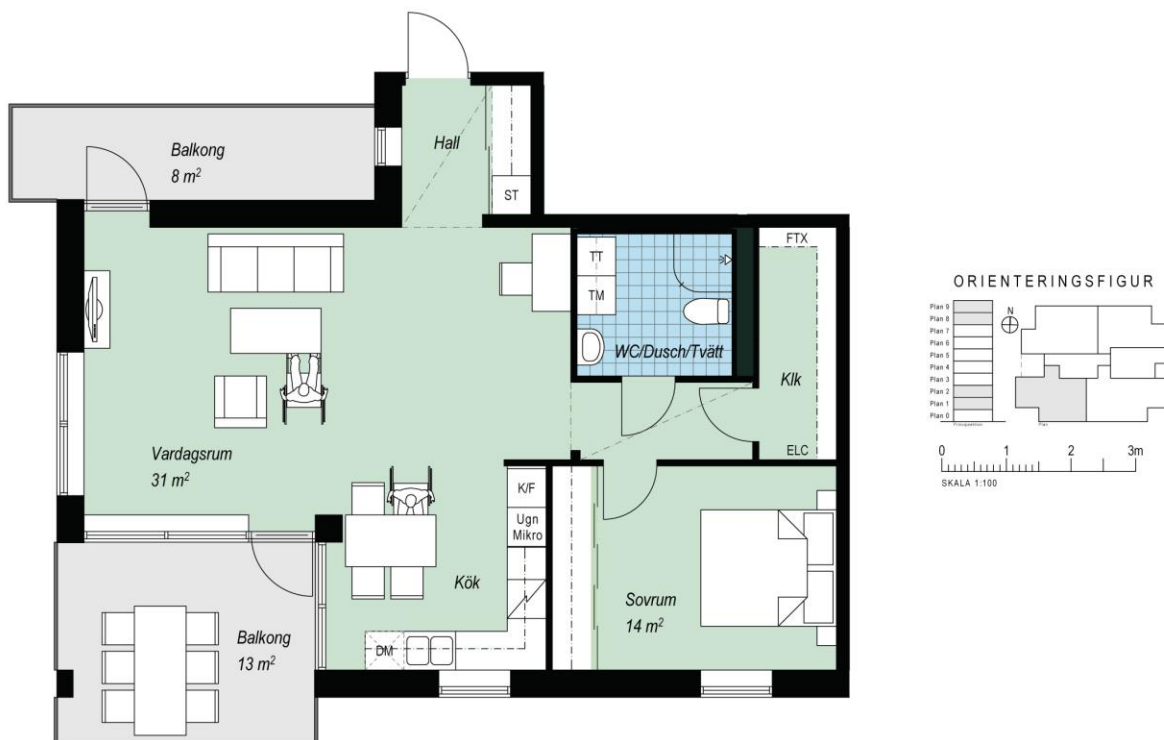 Balkong
8 m²
Hall
ST
TT
TM
WC/Dusch/Tvätt
FTX
Klk
ELC
Vardagsrum
31 m²
K/F
Ugn
Mikro
Kök
DM
Sovrum
14 m²
Balkong
13 m²
ORIENTERINGSFIGUR
Plan 9
Plan 8
Plan 7
Plan 6
Plan 5
Plan 4
Plan 3
Plan 2
Plan 1
Plan 0
N
Plan
0 1 2 3m
SKALA 1:100